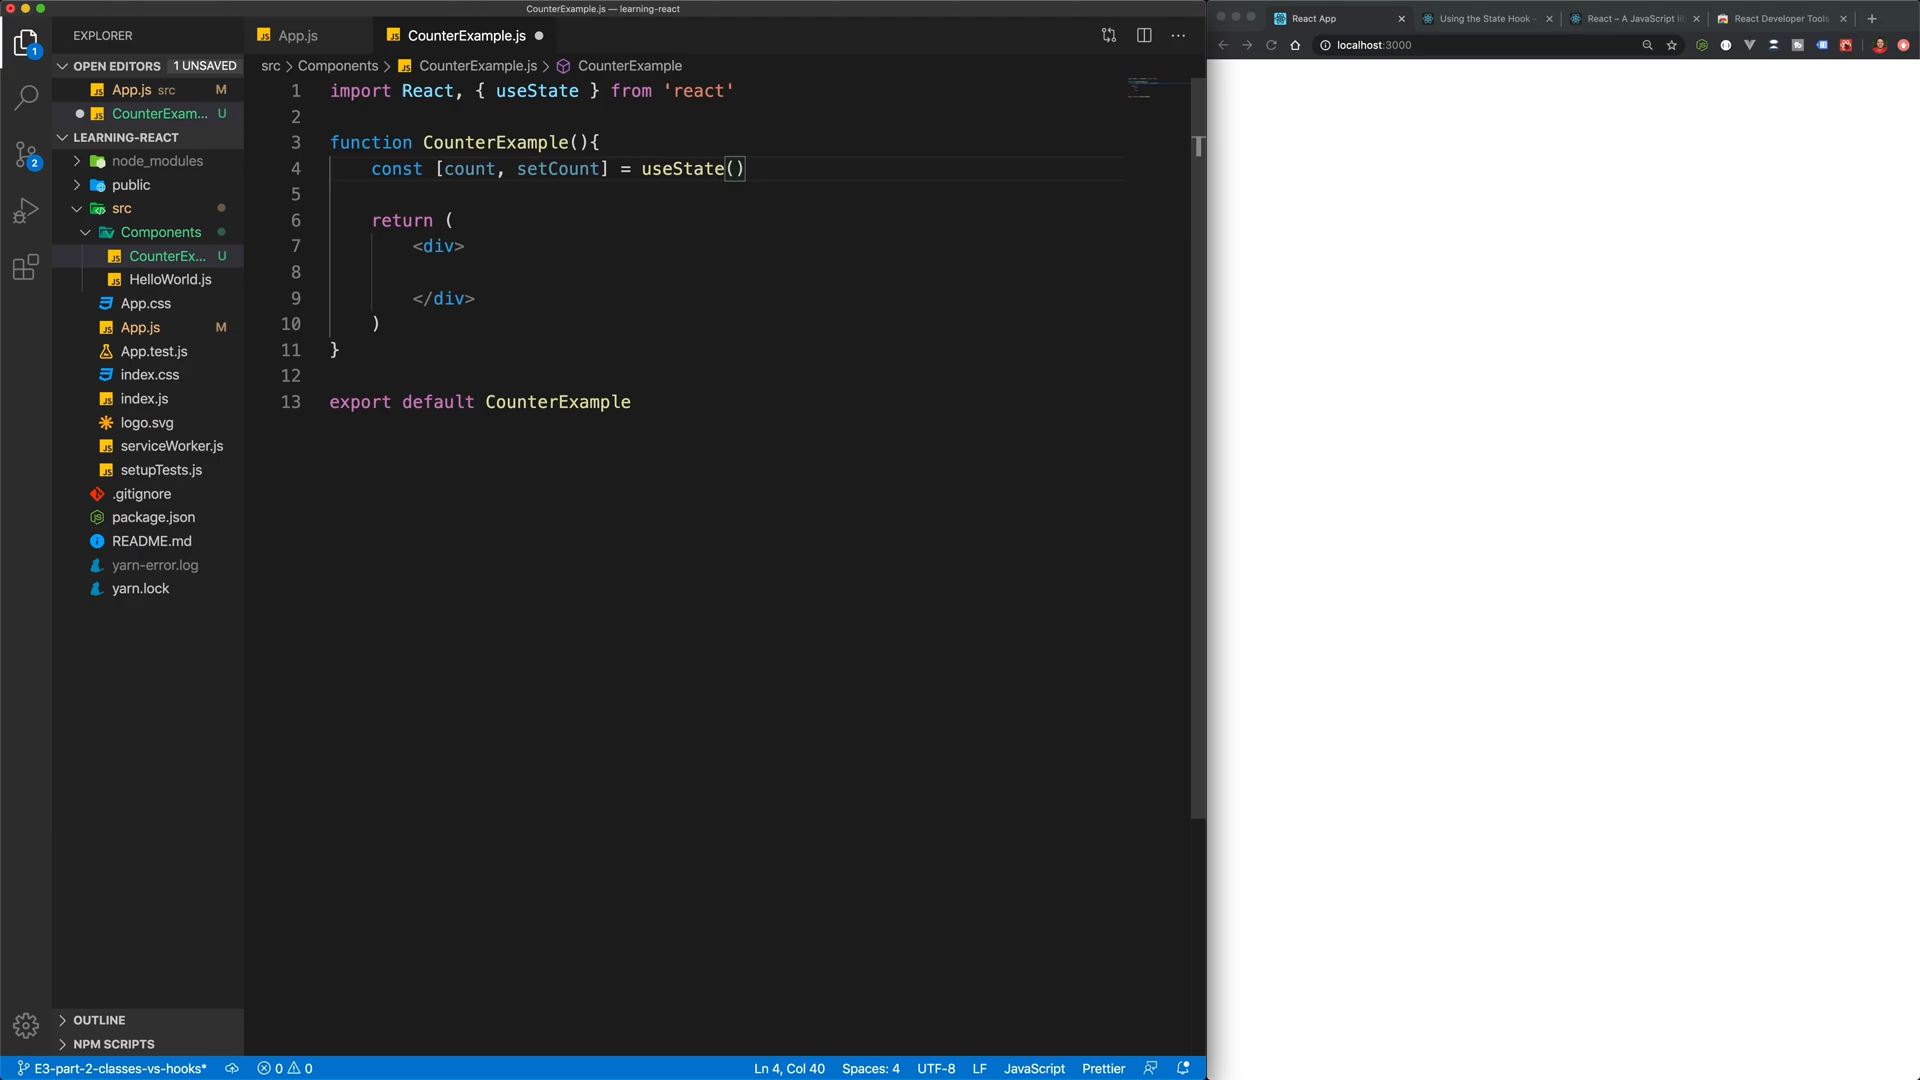 CounterExample.js — learning-react
EXPLORER
App.js
CounterExample.js
OPEN EDITORS 1 UNSAVED
App.js src M
CounterExam... U
LEARNING-REACT
node_modules
public
src
Components
CounterEx... U
HelloWorld.js
App.css
App.js M
App.test.js
index.css
index.js
logo.svg
serviceWorker.js
setupTests.js
.gitignore
package.json
README.md
yarn-error.log
yarn.lock
OUTLINE
NPM SCRIPTS
src > Components > JS CounterExample.js > CounterExample
1 import React, { useState } from 'react'
2
3 function CounterExample(){
4 const [count, setCount] = useState()
5
6 return (
7 <div>
8
9 </div>
10 )
11 }
12
13 export default CounterExample
E3-part-2-classes-vs-hooks* 0 0 Ln 4, Col 40 Spaces: 4 UTF-8 LF JavaScript Prettier
1
2
React App
Using the State Hook –
React – A JavaScript li
React Developer Tools
localhost:3000